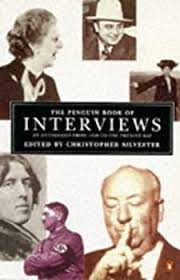 THE PENGUIN BOOK OF
INTERVIEWS
AN ANTHOLOGY FROM 1859 TO THE PRESENT DAY
EDITED BY CHRISTOPHER SILVESTER